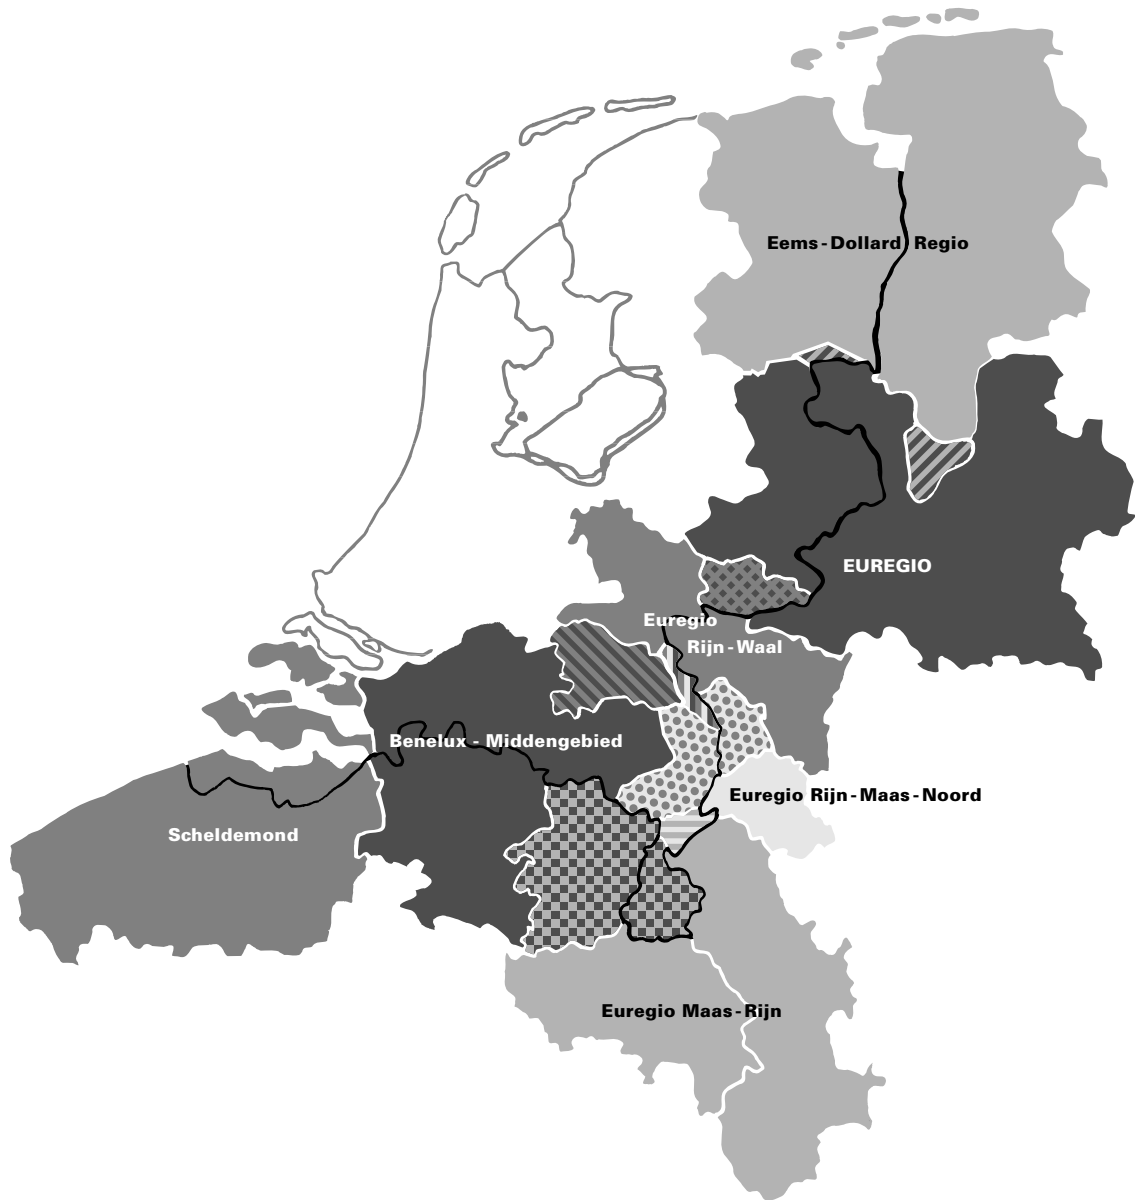 Eems-Dollard Regio
EUREGIO
Euregio
Rijn-Waal
Benelux - Middengebied
Euregio Rijn-Maas-Noord
Scheldemond
Euregio Maas-Rijn